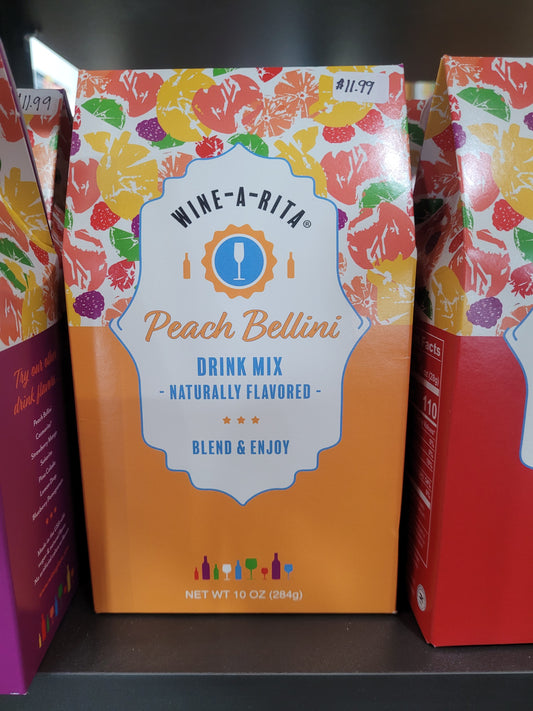 $11.99
$11.99
WINE-A-RITA®
Peach Bellini
DRINK MIX
- NATURALLY FLAVORED -
BLEND & ENJOY
NET WT 10 OZ (284g)
Try our other
drink flavors
Peach Bellini
Facts
110